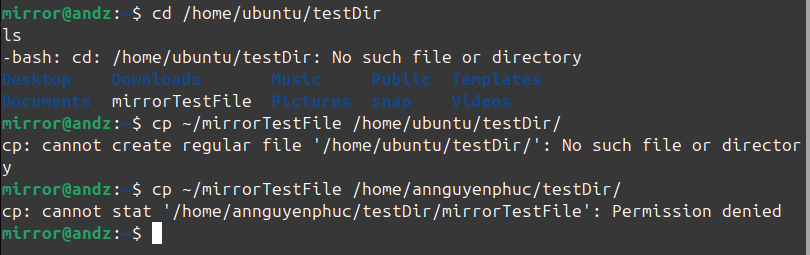 mirror@andz:~$ cd /home/ubuntu/testDir
ls
-bash: cd: /home/ubuntu/testDir: No such file or directory
Desktop    Downloads       Music     Public  Templates
Documents  mirrorTestFile  Pictures  snap    Videos
mirror@andz:~$ cp ~/mirrorTestFile /home/ubuntu/testDir/
cp: cannot create regular file '/home/ubuntu/testDir/': No such file or director
y
mirror@andz:~$ cp ~/mirrorTestFile /home/annguyenphuc/testDir/
cp: cannot stat '/home/annguyenphuc/testDir/mirrorTestFile': Permission denied
mirror@andz:~$